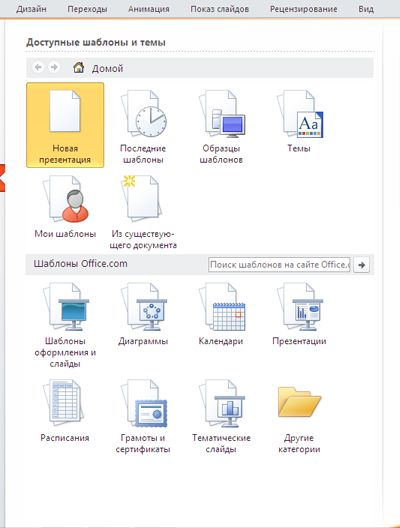 Дизайн Переходы Анимация Показ слайдов Рецензирование Вид
Доступные шаблоны и темы
Домой
Новая
презентация
Последние
шаблоны
Образцы
шаблонов
Темы
Aa
Мои шаблоны
Из существую-
щего документа
Шаблоны Office.com
Поиск шаблонов на сайте Office.c
Шаблоны
оформления и
слайды
Диаграммы
Календари
Презентации
Расписания
Грамоты и
сертификаты
Тематические
слайды
Другие
категории